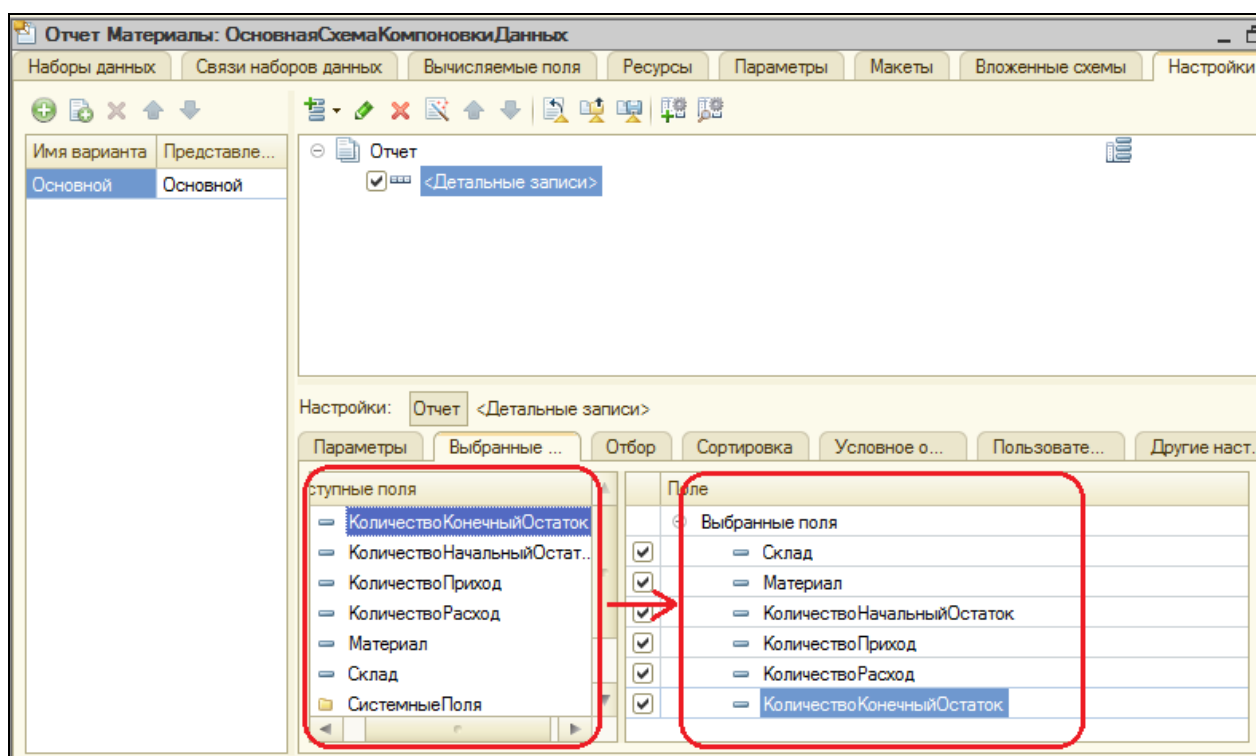 Отчет Материалы: ОсновнаяСхемаКомпоновкиДанных
Наборы данных Связи наборов данных Вычисляемые поля Ресурсы Параметры Макеты Вложенные схемы Настройки
Имя варианта Представле...
Основной Основной
Отчет
<Детальные записи>
Настройки: Отчет <Детальные записи>
Параметры Выбранные ... Отбор Сортировка Условное о... Пользовате... Другие наст.
ступные поля
КоличествоКонечныйОстаток
КоличествоНачальныйОстат...
КоличествоПриход
КоличествоРасход
Материал
Склад
СистемныеПоля
Поле
Выбранные поля
Склад
Материал
КоличествоНачальныйОстаток
КоличествоПриход
КоличествоРасход
КоличествоКонечныйОстаток